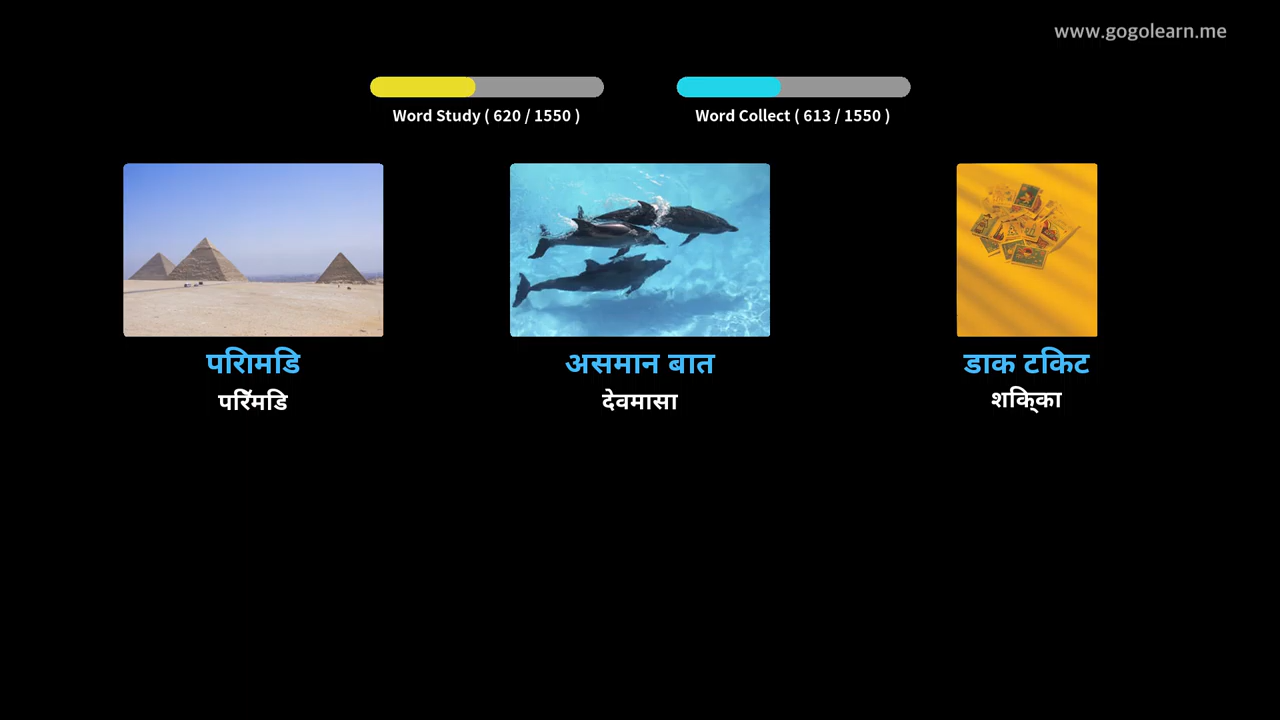 www.gogolearn.me
Word Study ( 620 / 1550 )
Word Collect ( 613 / 1550 )
परिामडि
असमान बात
डाक टकिट
परिॅमडि
देवमासा
शक्किा